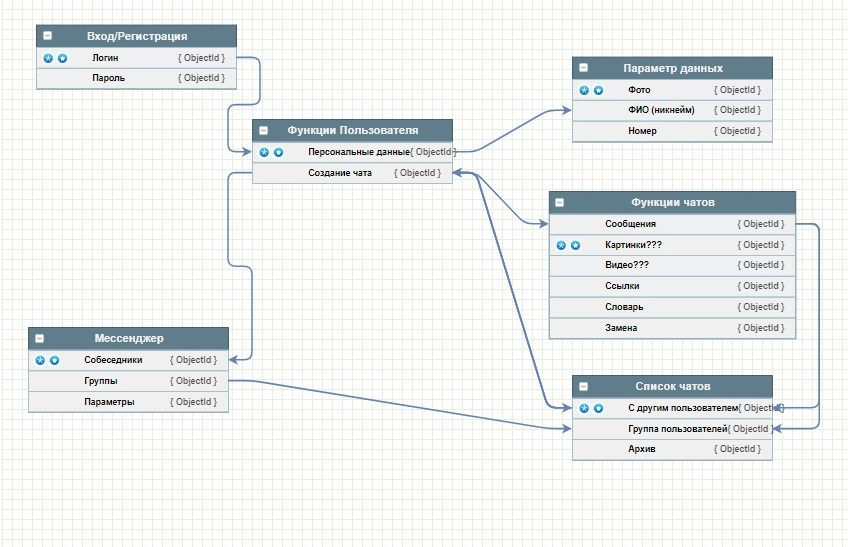 Вход/Регистрация
Логин { ObjectId }
Пароль { ObjectId }
Параметр данных
Фото { ObjectId }
ФИО (никнейм) { ObjectId }
Номер { ObjectId }
Функции Пользователя
Персональные данные{ ObjectId }
Создание чата { ObjectId }
Функции чатов
Сообщения { ObjectId }
Картинки??? { ObjectId }
Видео??? { ObjectId }
Ссылки { ObjectId }
Словарь { ObjectId }
Замена { ObjectId }
Мессенджер
Собеседники { ObjectId }
Группы { ObjectId }
Параметры { ObjectId }
Список чатов
С другим пользователем{ ObjectId }
Группа пользователей{ ObjectId }
Архив { ObjectId }